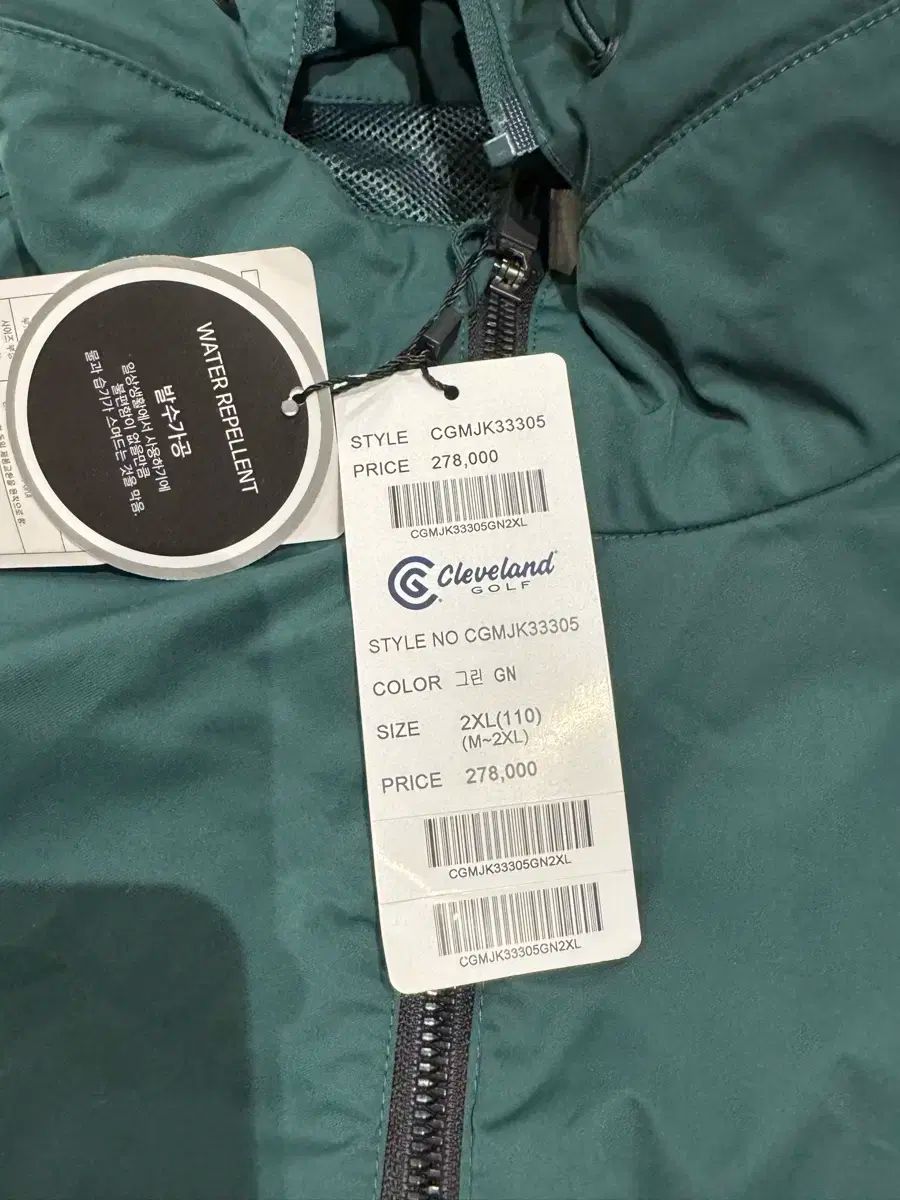 WATER REPELLENT
발수가공
일상생활에서 사용하기에
불편함이 없을만큼
물과 습기가 스며드는 것을 막음.
STYLE CGMJK33305
PRICE 278,000
CGMJK33305GN2XL
Cleveland
GOLF
STYLE NO CGMJK33305
COLOR 그린 GN
SIZE 2XL(110)
(M~2XL)
PRICE 278,000
CGMJK33305GN2XL
CGMJK33305GN2XL